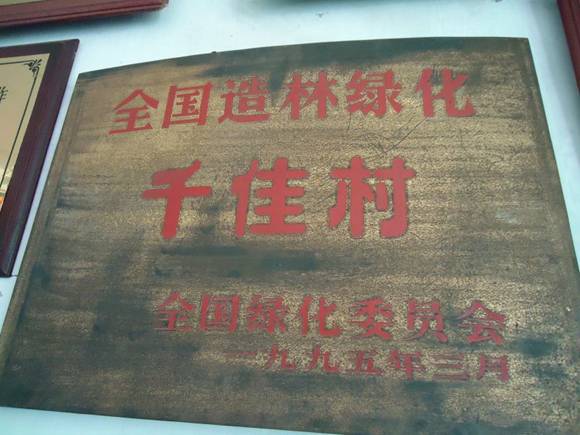 全国造林绿化
千佳村
全国绿化委员会
一九九五年三月